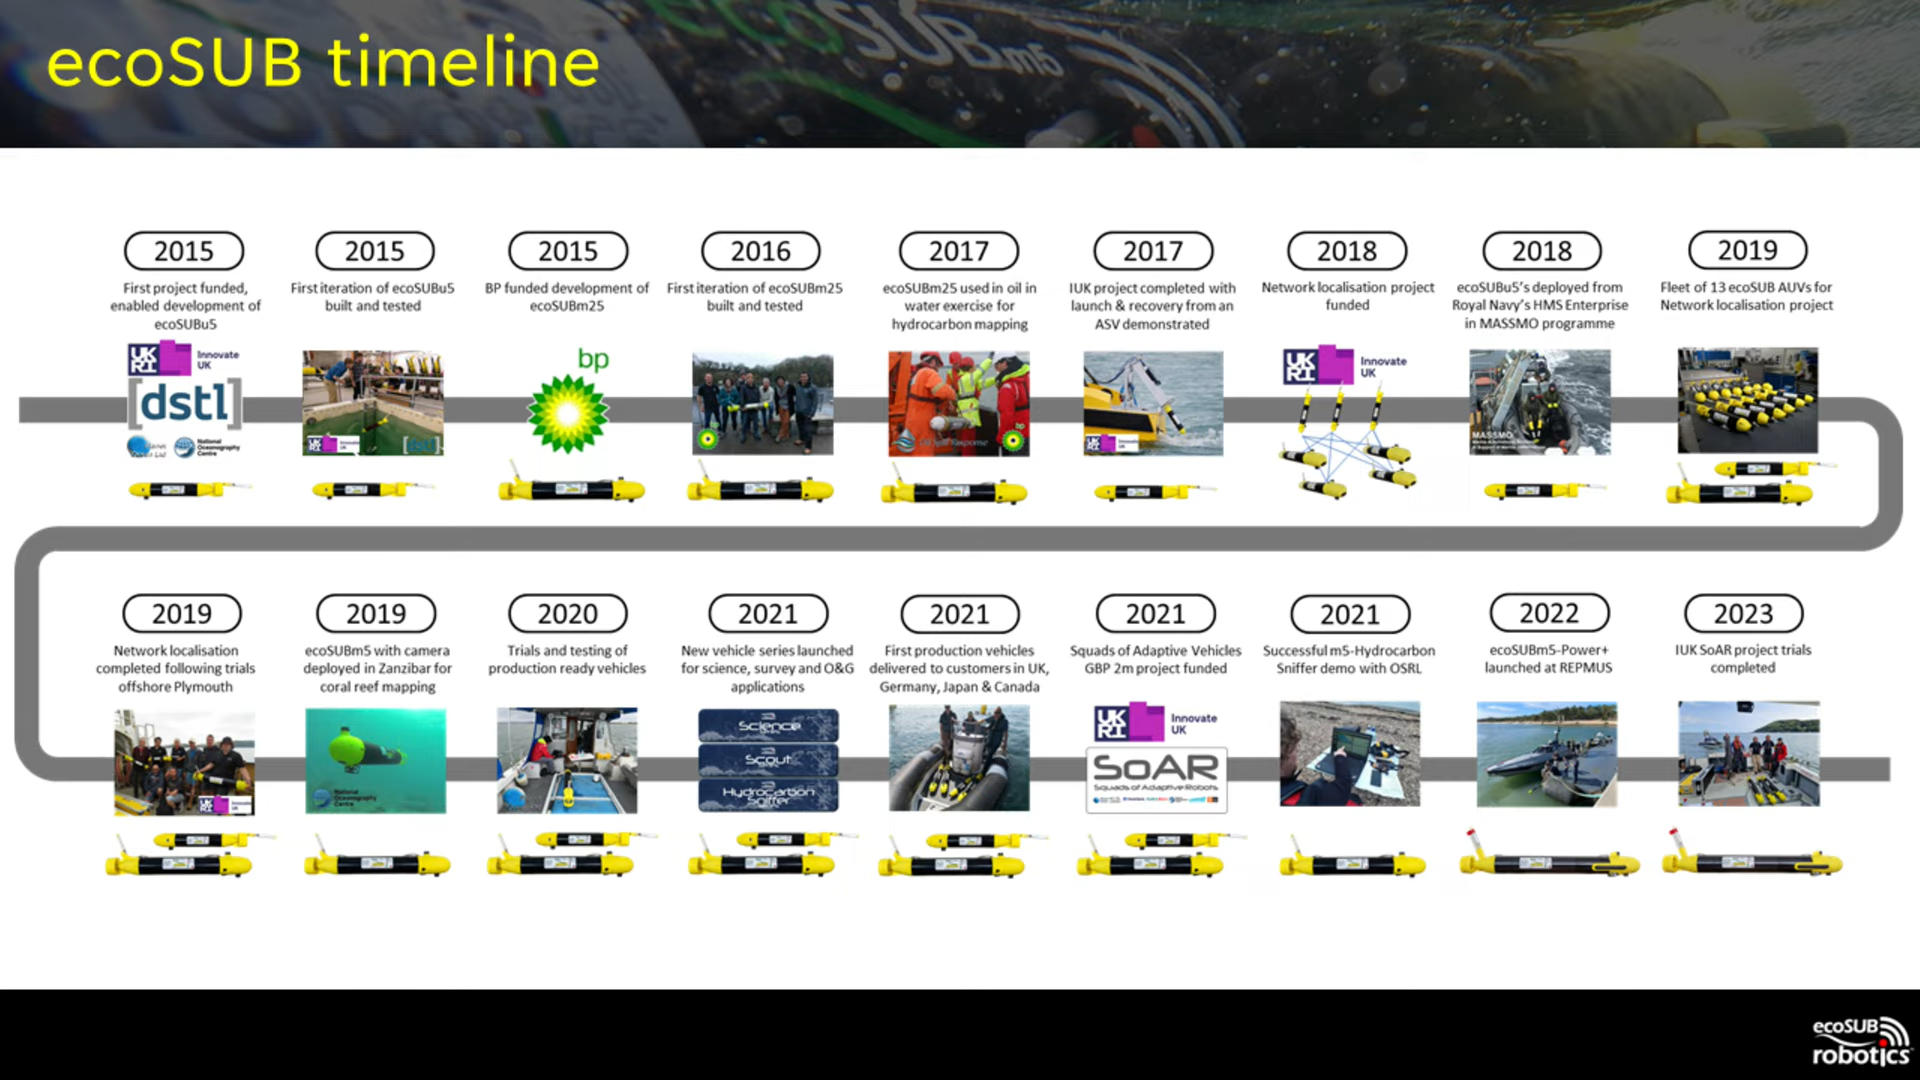 ecoSUB timeline
ecoSUBm5
2015
First project funded,
enabled development of
ecoSUBu5
UKRI
Innovate
UK
[dstl]
National
Oceanography
Centre
2015
First iteration of ecoSUBu5
built and tested
2015
BP funded development of
ecoSUBm25
bp
2016
First iteration of ecoSUBm25
built and tested
2017
ecoSUBm25 used in oil in
water exercise for
hydrocarbon mapping
2017
IUK project completed with
launch & recovery from an
ASV demonstrated
2018
Network localisation project
funded
UKRI
Innovate
UK
2018
ecoSUBu5's deployed from
Royal Navy's HMS Enterprise
in MASSMO programme
MASSMO
2019
Fleet of 13 ecoSUB AUVs for
Network localisation project
2019
Network localisation
completed following trials
offshore Plymouth
2019
ecoSUBm5 with camera
deployed in Zanzibar for
coral reef mapping
National
Oceanography
Centre
2020
Trials and testing of
production ready vehicles
2021
New vehicle series launched
for science, survey and O&G
applications
Science
Scout
Hydrocarbon
Sniffer
2021
First production vehicles
delivered to customers in UK,
Germany, Japan & Canada
2021
Squads of Adaptive Vehicles
GBP 2m project funded
UKRI
Innovate
UK
SoAR
Squads of Adaptive Robots
2021
Successful m5-Hydrocarbon
Sniffer demo with OSRL
2022
ecoSUBm5-Power+
launched at REPMUS
2023
IUK SoAR project trials
completed
ecoSUB
robotics